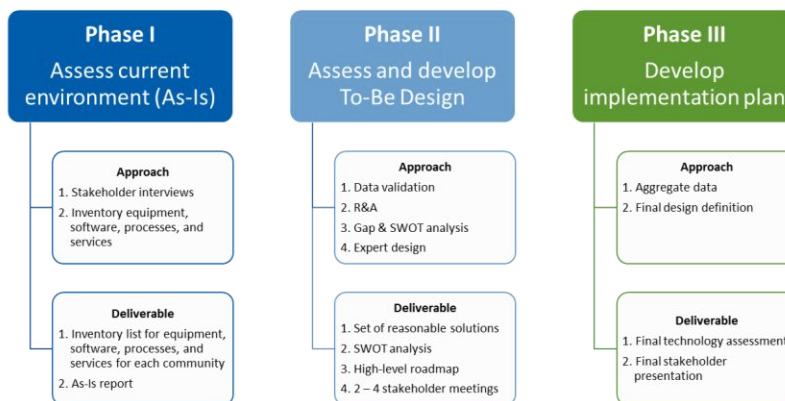 Phase I
Assess current
environment (As-Is)
Approach
1. Stakeholder interviews
2. Inventory equipment,
software, processes, and
services
Deliverable
1. Inventory list for equipment,
software, processes, and
services for each community
2. As-Is report
Phase II
Assess and develop
To-Be Design
Approach
1. Data validation
2. R&A
3. Gap & SWOT analysis
4. Expert design
Deliverable
1. Set of reasonable solutions
2. SWOT analysis
3. High-level roadmap
4. 2 – 4 stakeholder meetings
Phase III
Develop
implementation plan
Approach
1. Aggregate data
2. Final design definition
Deliverable
1. Final technology assessment
2. Final stakeholder
presentation